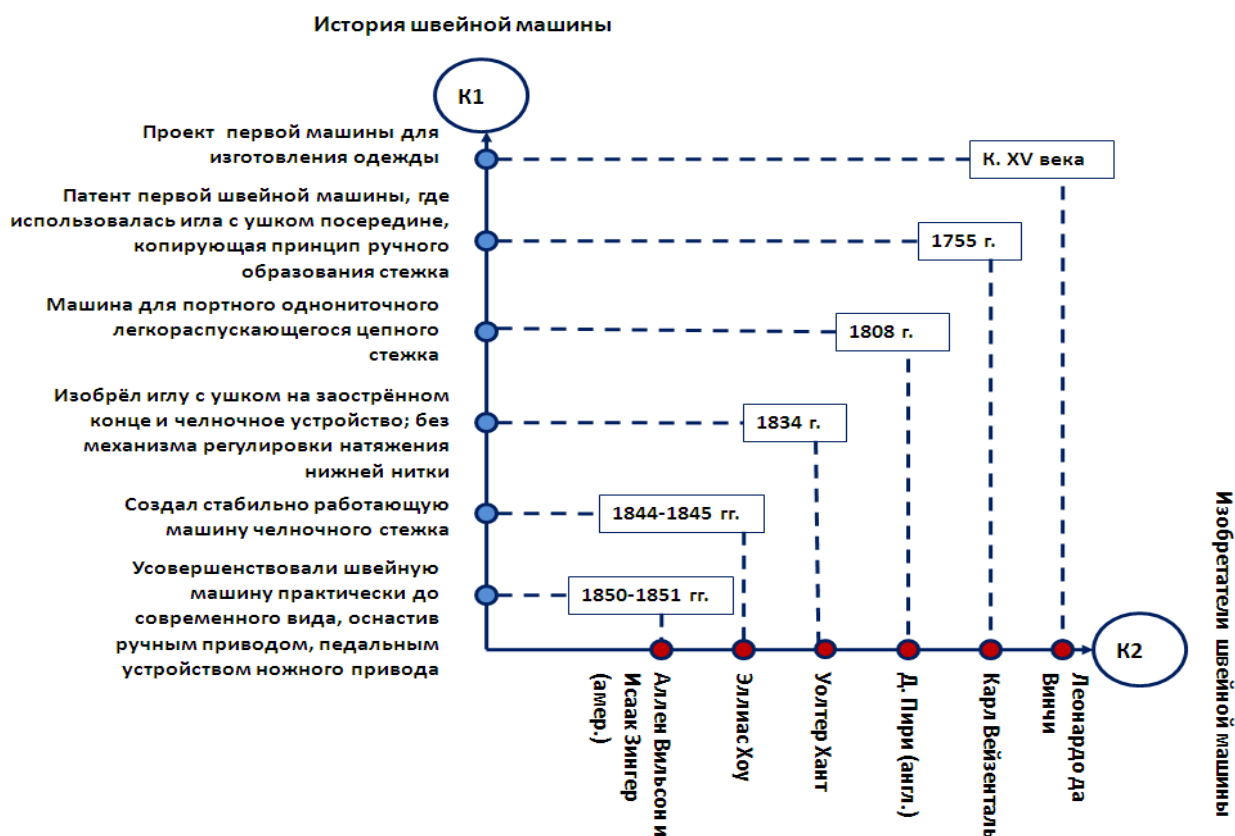 История швейной машины
К1
Проект первой машины для
изготовления одежды
К. XV века
Патент первой швейной машины, где
использовалась игла с ушком посередине,
копирующая принцип ручного
образования стежка
1755 г.
Машина для портного однониточного
легкораспускающегося цепного
стежка
1808 г.
Изобрёл иглу с ушком на заострённом
конце и челночное устройство; без
механизма регулировки натяжения
нижней нитки
1834 г.
Создал стабильно работающую
машину челночного стежка
1844-1845 гг.
Усовершенствовали швейную
машину практически до
современного вида, оснастив
ручным приводом, педальным
устройством ножного привода
1850-1851 гг.
К2
Аллен Вильсон и
Исаак Зингер
(амер.)
Эллиас Хоу
Уолтер Хант
Д. Пири (англ.)
Карл Вейзенталь
Леонардо да
Винчи
Изобретатели швейной машины